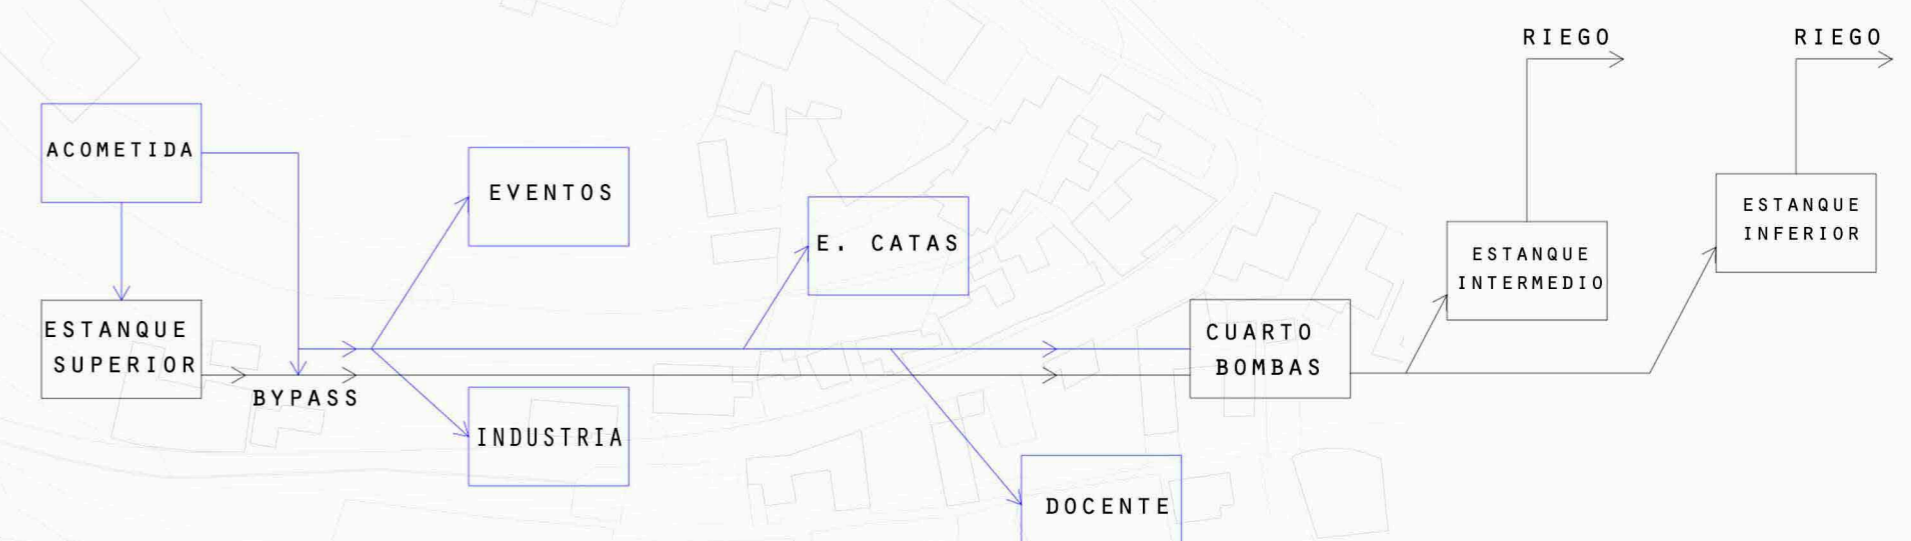 RIEGO
RIEGO
ACOMETIDA
EVENTOS
E. CATAS
ESTANQUE
INFERIOR
ESTANQUE
INTERMEDIO
ESTANQUE
SUPERIOR
BYPASS
CUARTO
BOMBAS
INDUSTRIA
DOCENTE